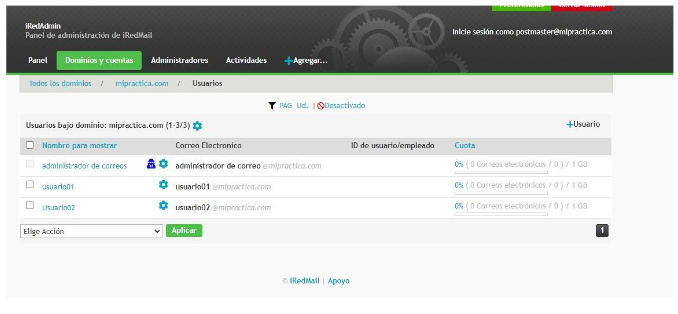 Preferencias Cerrar sesión
iRedAdmin
Panel de administración de iRedMail
Inicie sesión como postmaster@mipractica.com
Panel Dominios y cuentas Administradores Actividades +Agregar...
Todos los dominios / mipractica.com / Usuarios
PAG Ud. | Desactivado
Usuarios bajo dominio: mipractica.com (1-3/3) +Usuario
Nombre para mostrar Correo Electronico ID de usuario/empleado Cuota
administrador de correos administrador de correo @mipractica.com 0% ( 0 Correos electrónicos / 0 ) / 1 GB
usuario01 usuario01 @mipractica.com 0% ( 0 Correos electrónicos / 0 ) / 1 GB
Usuario02 usuario02 @mipractica.com 0% ( 0 Correos electrónicos / 0 ) / 1 GB
Elige Acción Aplicar 1
© iRedMail | Apoyo